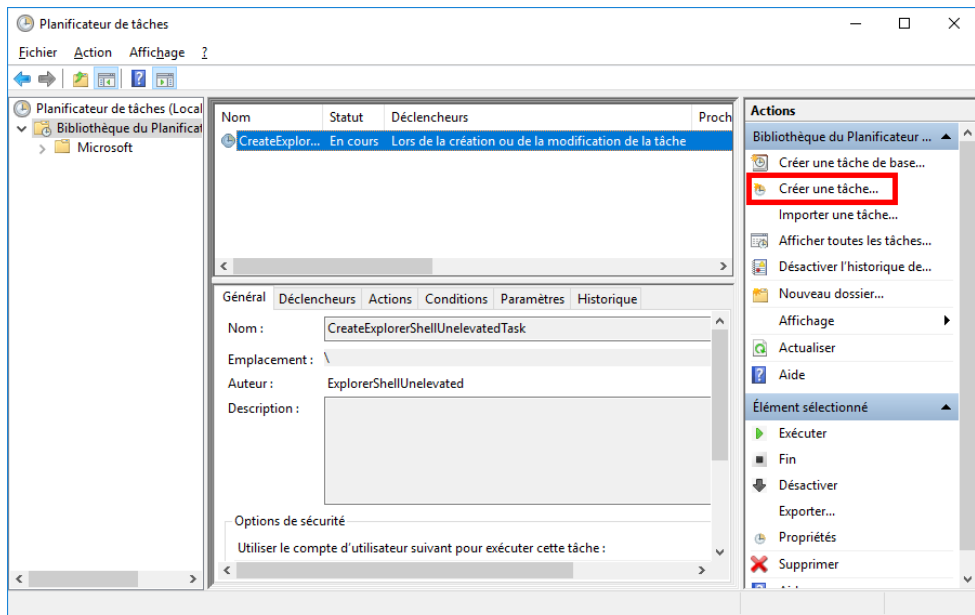 Planificateur de tâches
Fichier Action Affichage ?
Planificateur de tâches (Local
Bibliothèque du Planificat
Microsoft
Nom Statut Déclencheurs Proch
CreateExplor... En cours Lors de la création ou de la modification de la tâche
Général Déclencheurs Actions Conditions Paramètres Historique
Nom : CreateExplorerShellUnelevatedTask
Emplacement : \
Auteur : ExplorerShellUnelevated
Description :
Options de sécurité
Utiliser le compte d'utilisateur suivant pour exécuter cette tâche :
Actions
Bibliothèque du Planificateur ...
Créer une tâche de base...
Créer une tâche...
Importer une tâche...
Afficher toutes les tâches...
Désactiver l'historique de...
Nouveau dossier...
Affichage
Actualiser
Aide
Élément sélectionné
Exécuter
Fin
Désactiver
Exporter...
Propriétés
Supprimer